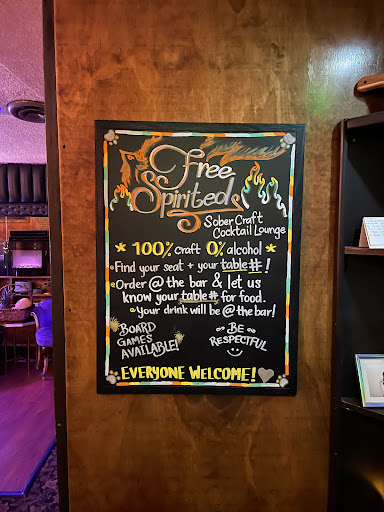 Free
Spirited
Sober Craft
Cocktail Lounge
* 100% craft 0% alcohol *
• Find your seat + your table #!
• Order @ the bar & let us
know your table # for food.
• Your drink will be @ the bar!
BOARD
GAMES
AVAILABLE!
- BE -
RESPECTFUL
EVERYONE WELCOME!